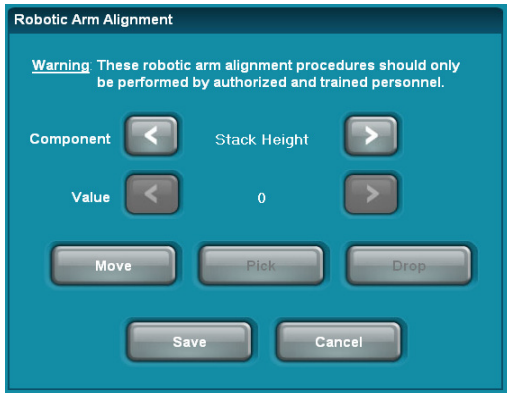 Robotic Arm Alignment
Warning: These robotic arm alignment procedures should only
be performed by authorized and trained personnel.
Component < Stack Height >
Value < 0 >
Move Pick Drop
Save Cancel